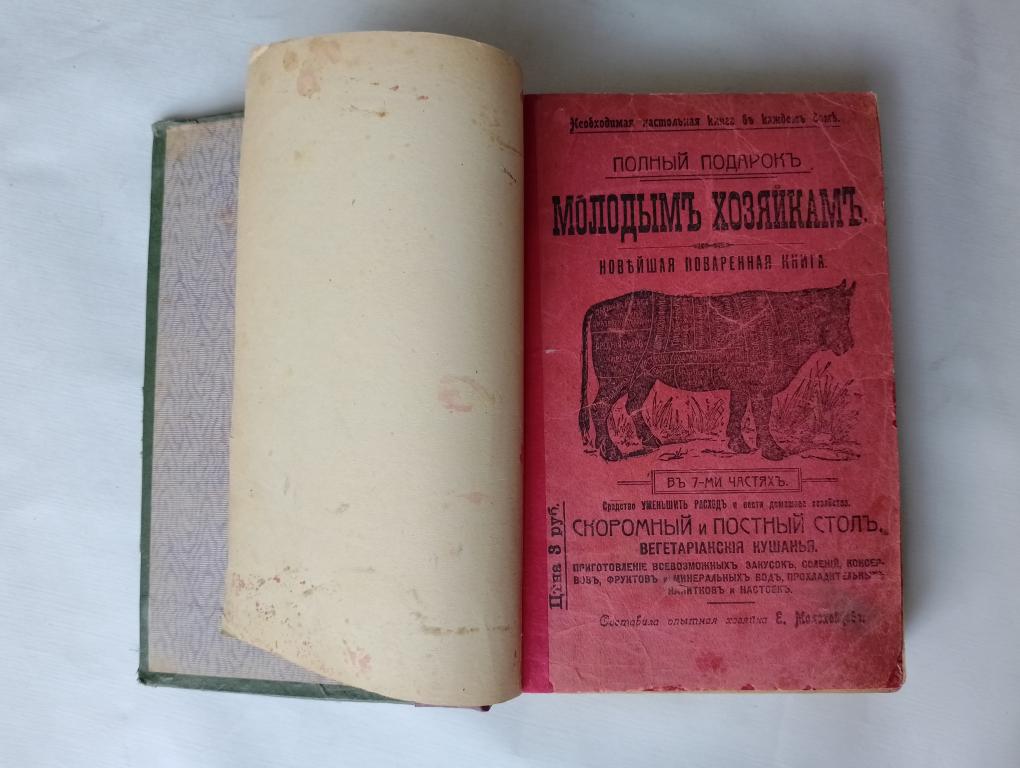 Необходимая настольная книга въ каждомъ домѣ.
ПОЛНЫЙ ПОДАРОКЪ
МОЛОДЫМЪ ХОЗЯЙКАМЪ.
НОВѢЙШАЯ ПОВАРЕННАЯ КНИГА.
ВЪ 7-МИ ЧАСТЯХЪ.
Средство УМЕНЬШИТЬ РАСХОДЪ и вести домашнее хозяйство.
СКОРОМНЫЙ и ПОСТНЫЙ СТОЛЪ.
ВЕГЕТАРІАНСКІЯ КУШАНЬЯ.
ПРИГОТОВЛЕНІЕ ВСЕВОЗМОЖНЫХЪ ЗАКУСОКЪ, СОЛЕНІЙ, КОНСЕР-
ВОВЪ, ФРУКТОВЪ и МИНЕРАЛЬНЫХЪ ВОДЪ, ПРОХЛАДИТЕЛЬНЫХЪ
НАПИТКОВЪ и НАСТОЕКЪ.
Составила опытная хозяйка Е.
Цѣна 3 руб.